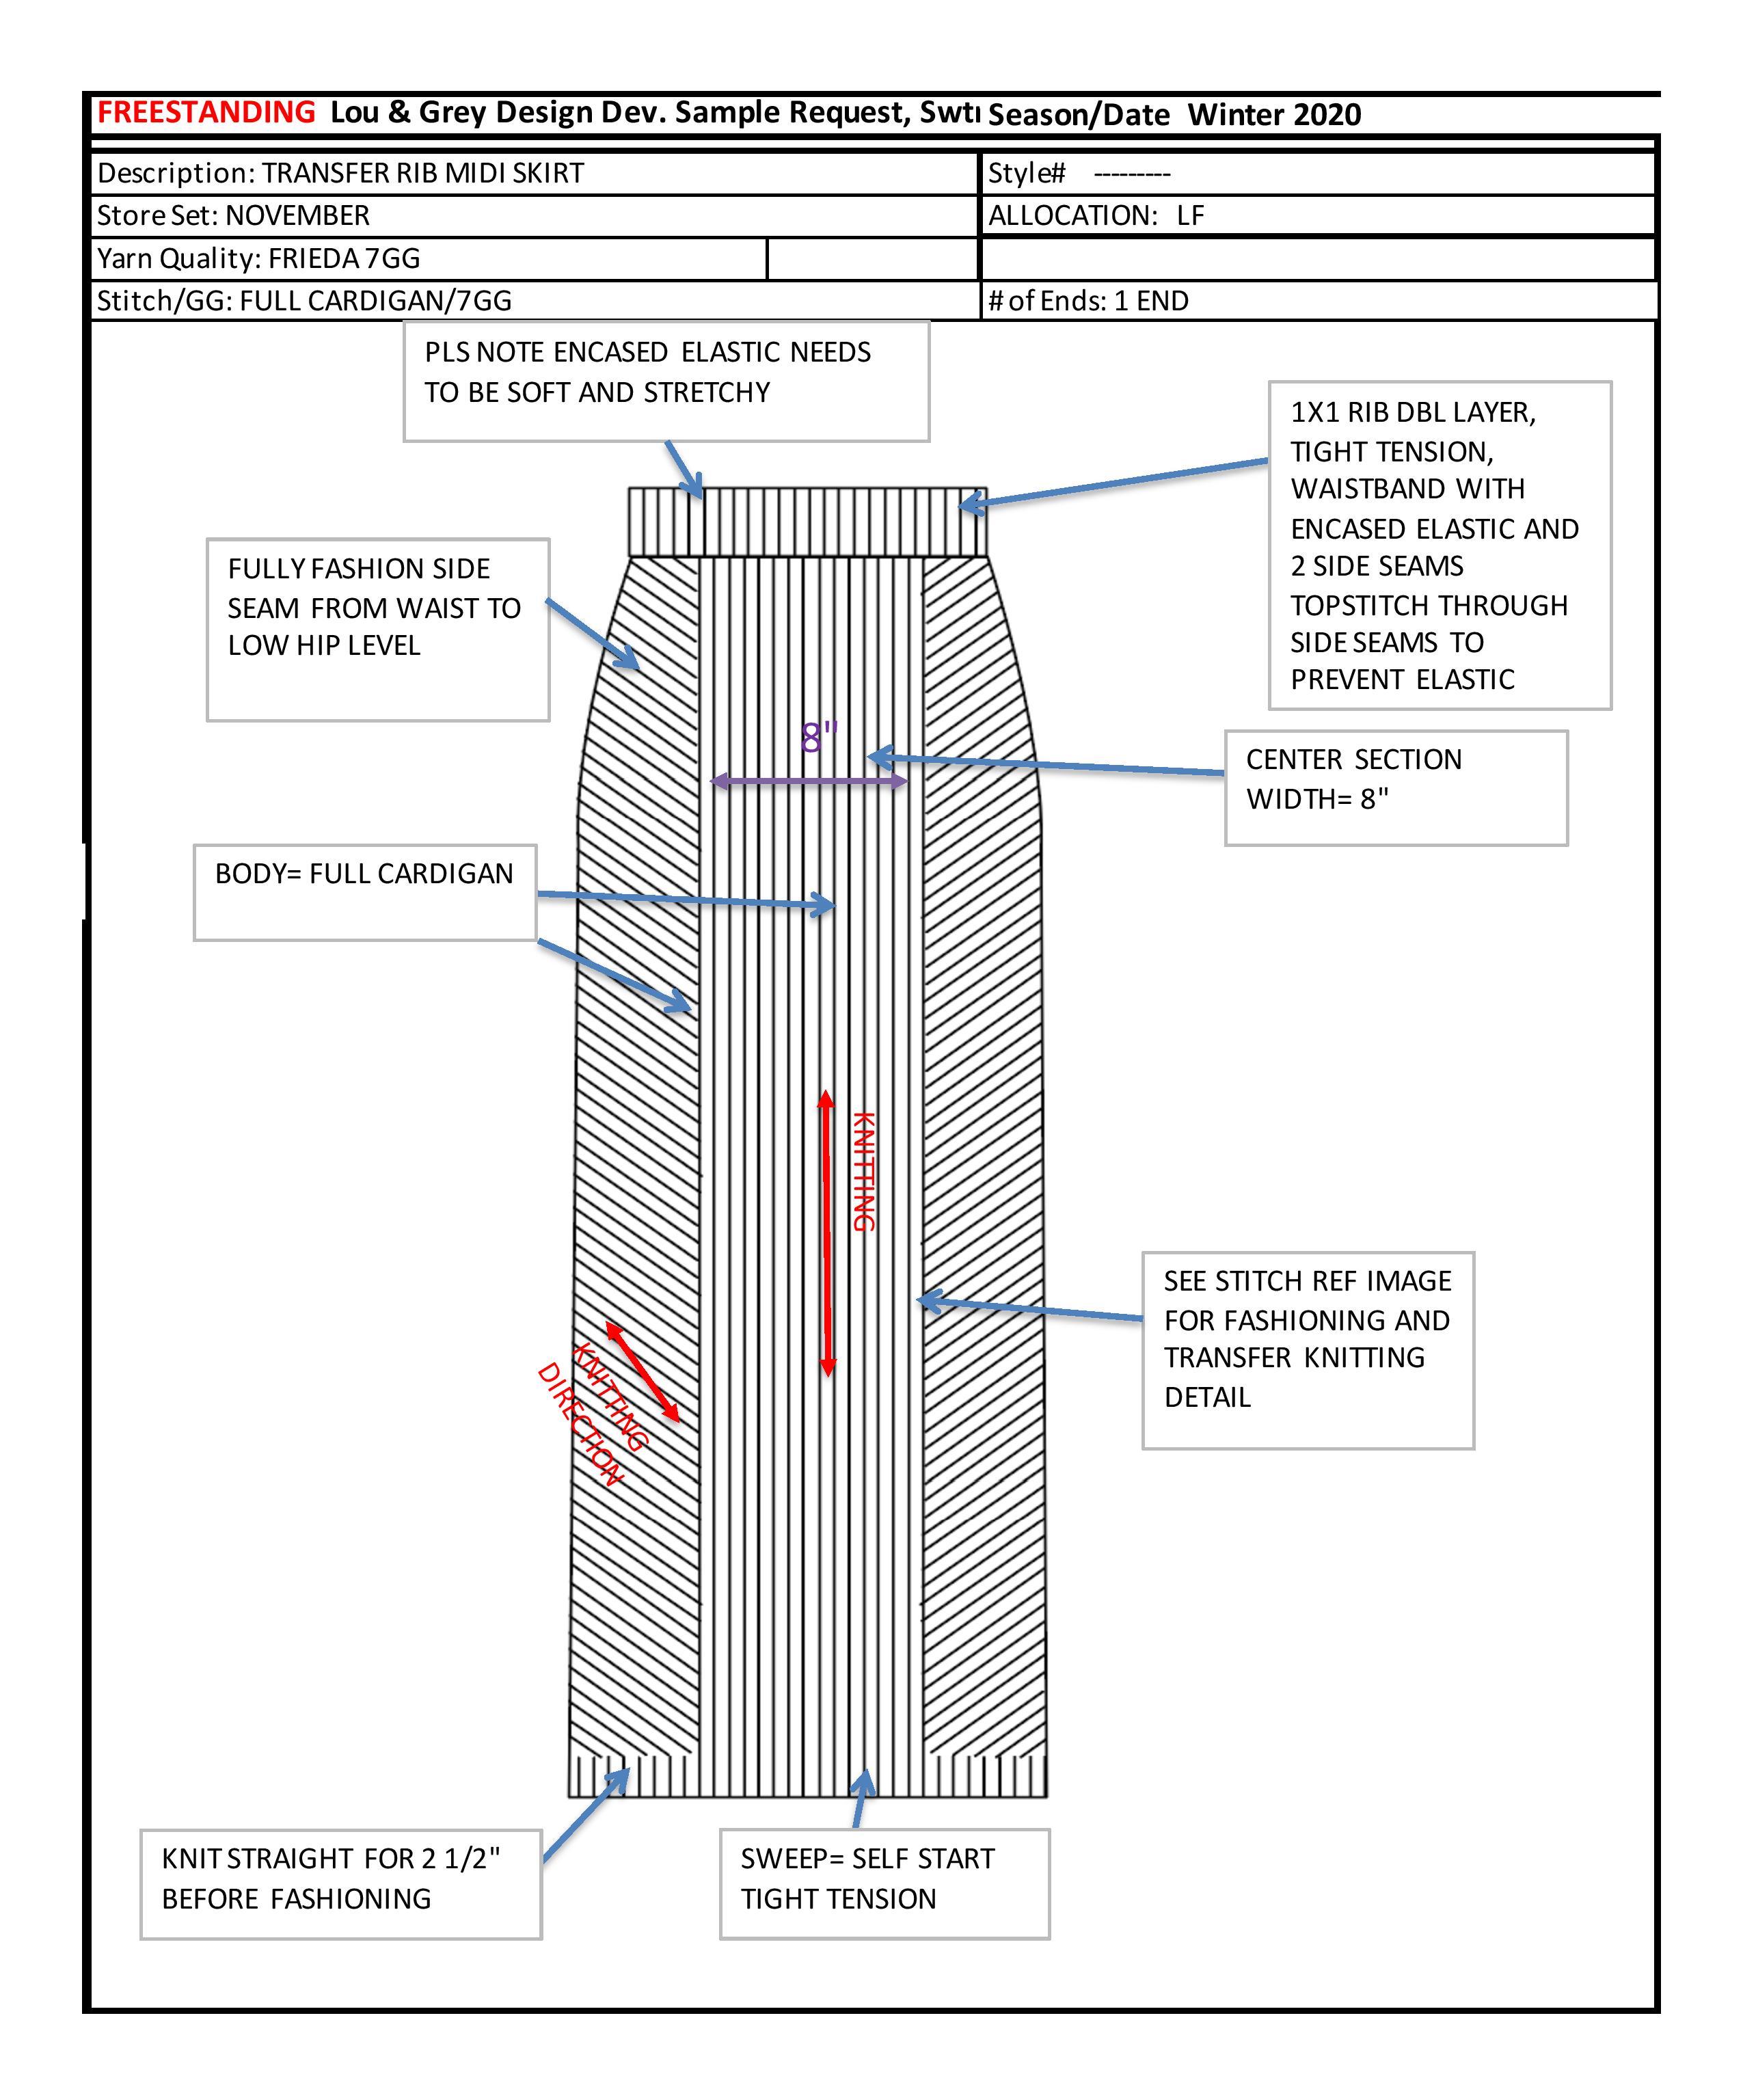 FREESTANDING Lou & Grey Design Dev. Sample Request, Swtr Season/Date Winter 2020
Description: TRANSFER RIB MIDI SKIRT
Style# ---------
Store Set: NOVEMBER
ALLOCATION: LF
Yarn Quality: FRIEDA 7GG
Stitch/GG: FULL CARDIGAN/7GG
# of Ends: 1 END
PLS NOTE ENCASED ELASTIC NEEDS
TO BE SOFT AND STRETCHY
1X1 RIB DBL LAYER,
TIGHT TENSION,
WAISTBAND WITH
ENCASED ELASTIC AND
2 SIDE SEAMS
TOPSTITCH THROUGH
SIDE SEAMS TO
PREVENT ELASTIC
FULLY FASHION SIDE
SEAM FROM WAIST TO
LOW HIP LEVEL
8"
CENTER SECTION
WIDTH= 8"
BODY= FULL CARDIGAN
KNITTING
SEE STITCH REF IMAGE
FOR FASHIONING AND
TRANSFER KNITTING
DETAIL
KNITTING
DIRECTION
KNIT STRAIGHT FOR 2 1/2"
BEFORE FASHIONING
SWEEP= SELF START
TIGHT TENSION